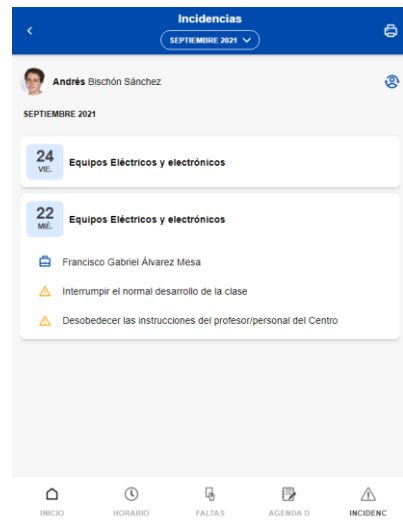 Incidencias
SEPTIEMBRE 2021
Andrés Bischón Sánchez
SEPTIEMBRE 2021
24
VIE.
Equipos Eléctricos y electrónicos
22
MIÉ.
Equipos Eléctricos y electrónicos
Francisco Gabriel Álvarez Mesa
Interrumpir el normal desarrollo de la clase
Desobedecer las instrucciones del profesor/personal del Centro
INICIO HORARIO FALTAS AGENDA D INCIDENC